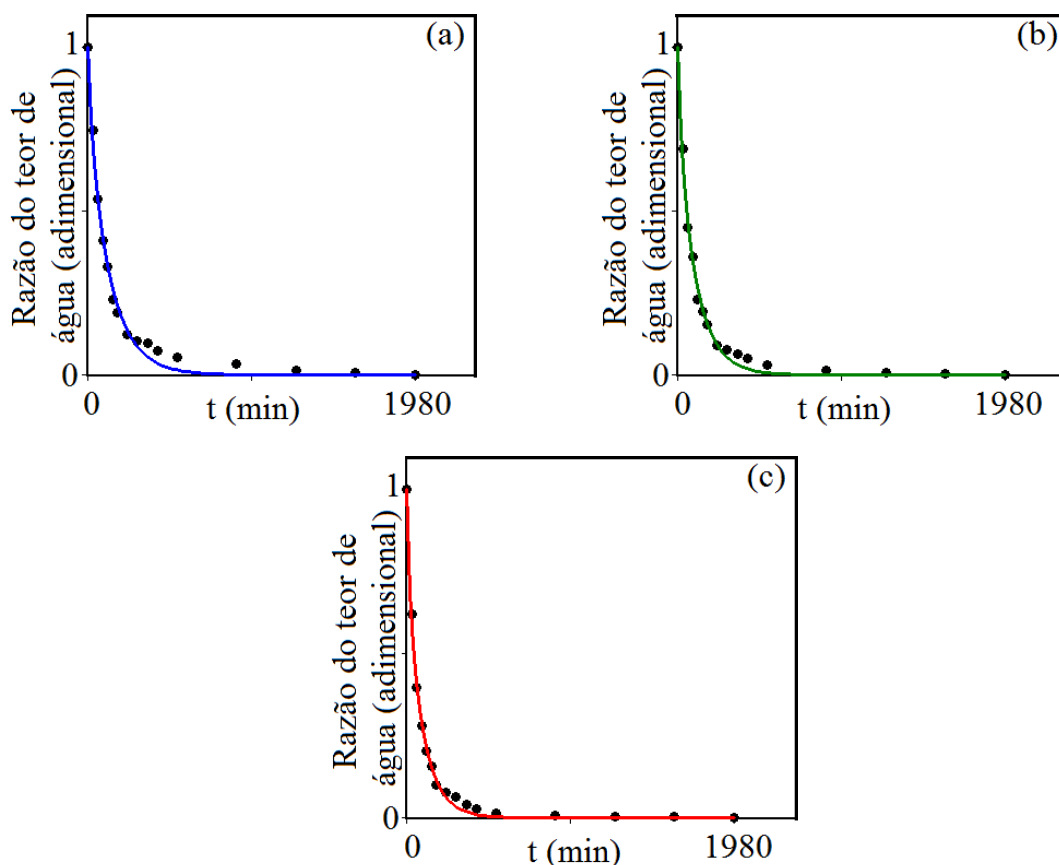 (a)
1
Razão do teor de
água (adimensional)
0
0
t (min)
1980
(b)
1
Razão do teor de
água (adimensional)
0
0
t (min)
1980
(c)
1
Razão do teor de
água (adimensional)
0
0
t (min)
1980